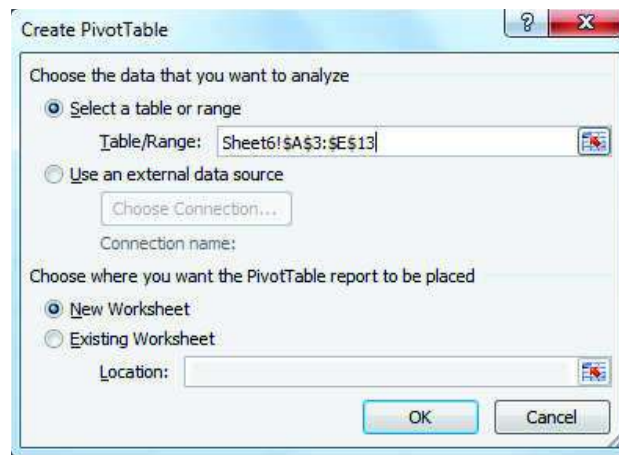 Create PivotTable
Choose the data that you want to analyze
Select a table or range
Table/Range: Sheet6!$A$3:$E$13
Use an external data source
Choose Connection...
Connection name:
Choose where you want the PivotTable report to be placed
New Worksheet
Existing Worksheet
Location:
OK Cancel